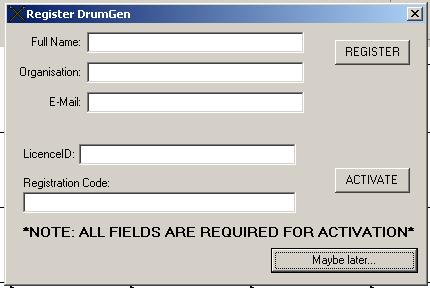 Register DrumGen
Full Name:
REGISTER
Organisation:
E-Mail:
LicenceID:
ACTIVATE
Registration Code:
*NOTE: ALL FIELDS ARE REQUIRED FOR ACTIVATION*
Maybe later...